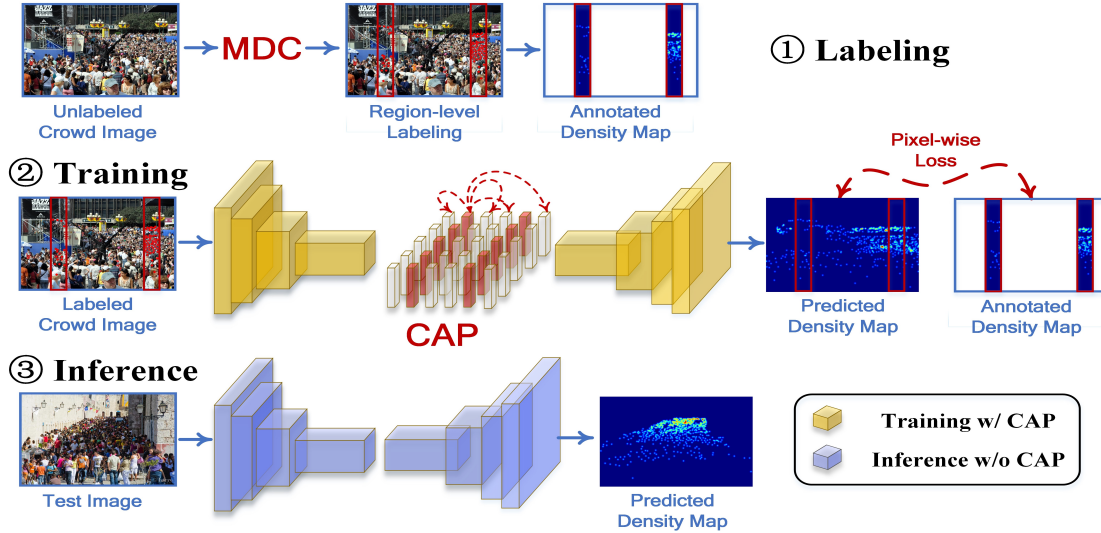 MDC
① Labeling
Unlabeled
Crowd Image
Region-level
Labeling
Annotated
Density Map
② Training
Pixel-wise
Loss
JAZZ
Labeled
Crowd Image
CAP
Predicted
Density Map
Annotated
Density Map
③ Inference
Test Image
Predicted
Density Map
Training w/ CAP
Inference w/o CAP